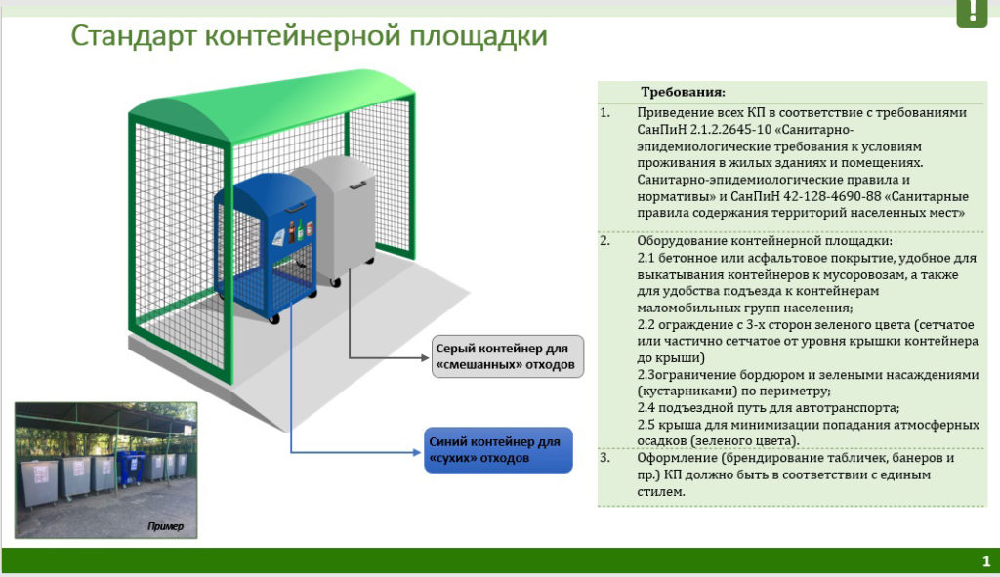 !
Стандарт контейнерной площадки
Требования:
1. Приведение всех КП в соответствие с требованиями
СанПиН 2.1.2.2645-10 «Санитарно-
эпидемиологические требования к условиям
проживания в жилых зданиях и помещениях.
Санитарно-эпидемиологические правила и
нормативы» и СанПиН 42-128-4690-88 «Санитарные
правила содержания территорий населенных мест»
2. Оборудование контейнерной площадки:
2.1 бетонное или асфальтовое покрытие, удобное для
выкатывания контейнеров к мусоровозам, а также
для удобства подъезда к контейнерам
маломобильных групп населения;
2.2 ограждение с 3-х сторон зеленого цвета (сетчатое
или частично сетчатое от уровня крышки контейнера
до крыши)
2.3ограничение бордюром и зелеными насаждениями
(кустарниками) по периметру;
2.4 подъездной путь для автотранспорта;
2.5 крыша для минимизации попадания атмосферных
осадков (зеленого цвета).
3. Оформление (брендирование табличек, банеров и
пр.) КП должно быть в соответствии с единым
стилем.
Серый контейнер для
«смешанных» отходов
Синий контейнер для
«сухих» отходов
Пример
1